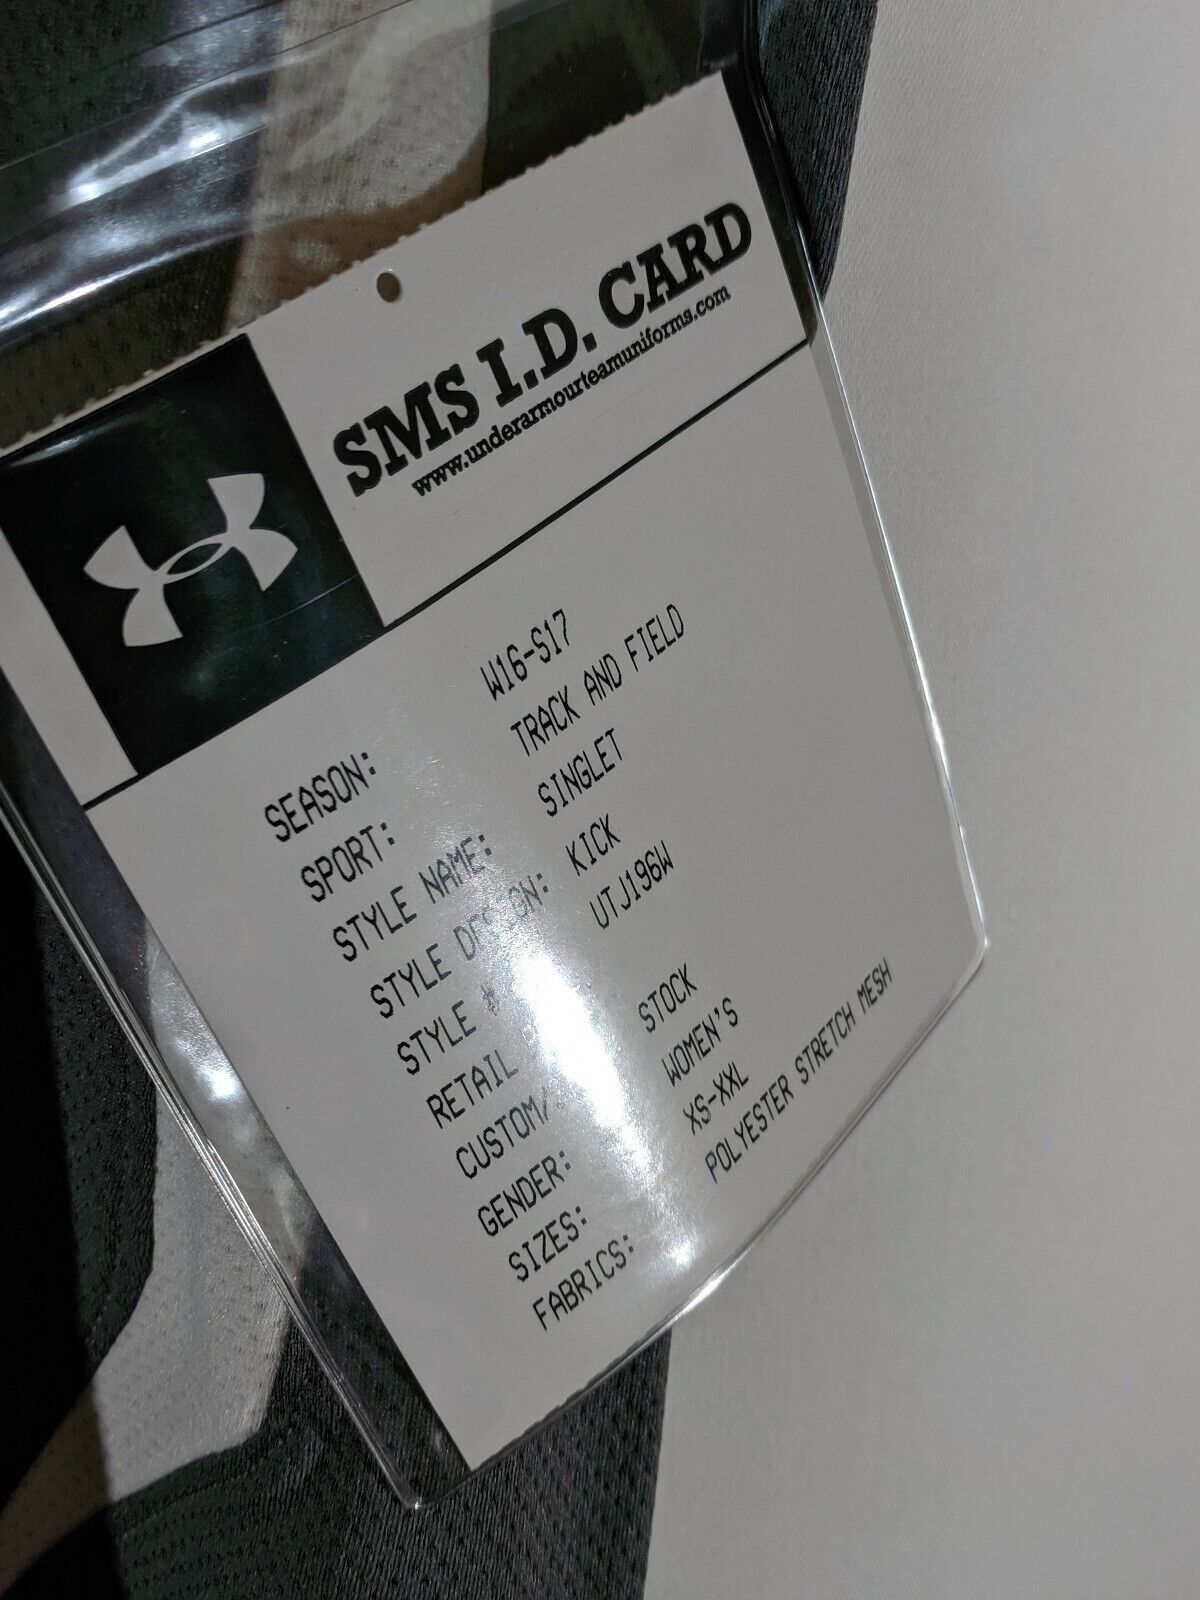 SMS I.D. CARD
www.underarmourteamuniforms.com
SEASON: W16-S17
SPORT: TRACK AND FIELD
STYLE NAME: SINGLET
STYLE DESIGN: KICK
STYLE # UTJ196W
RETAIL
CUSTOM/ STOCK
GENDER: WOMEN'S
SIZES: XS-XXL
FABRICS: POLYESTER STRETCH MESH